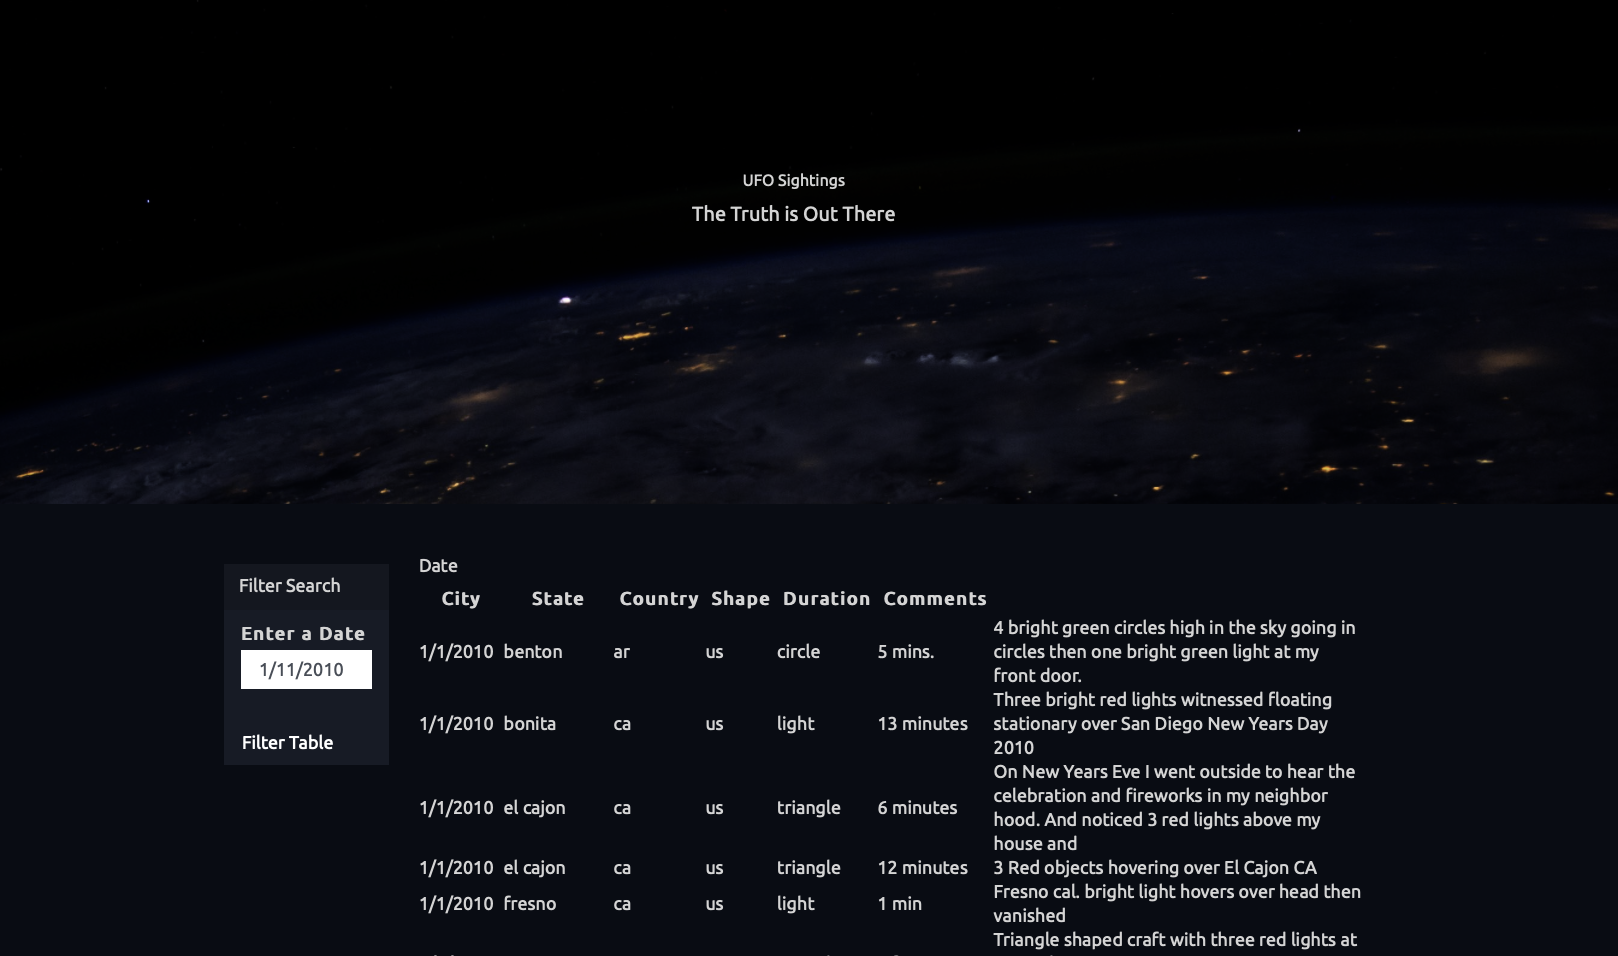 UFO Sightings
The Truth is Out There
Filter Search
Enter a Date
1/11/2010
Filter Table
Date
City State Country Shape Duration Comments
1/1/2010 benton ar us circle 5 mins. 4 bright green circles high in the sky going in
circles then one bright green light at my
front door.
1/1/2010 bonita ca us light 13 minutes Three bright red lights witnessed floating
stationary over San Diego New Years Day
2010
1/1/2010 el cajon ca us triangle 6 minutes On New Years Eve I went outside to hear the
celebration and fireworks in my neighbor
hood. And noticed 3 red lights above my
house and
1/1/2010 el cajon ca us triangle 12 minutes 3 Red objects hovering over El Cajon CA
1/1/2010 fresno ca us light 1 min Fresno cal. bright light hovers over head then
vanished
Triangle shaped craft with three red lights at